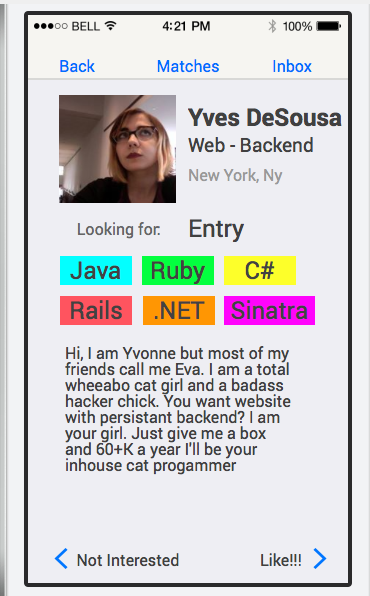 BELL 4:21 PM 100%
Back Matches Inbox
Yves DeSousa
Web - Backend
New York, Ny
Looking for: Entry
Java Ruby C#
Rails .NET Sinatra
Hi, I am Yvonne but most of my
friends call me Eva. I am a total
wheeabo cat girl and a badass
hacker chick. You want website
with persistant backend? I am
your girl. Just give me a box
and 60+K a year I'll be your
inhouse cat progammer
Not Interested Like!!!